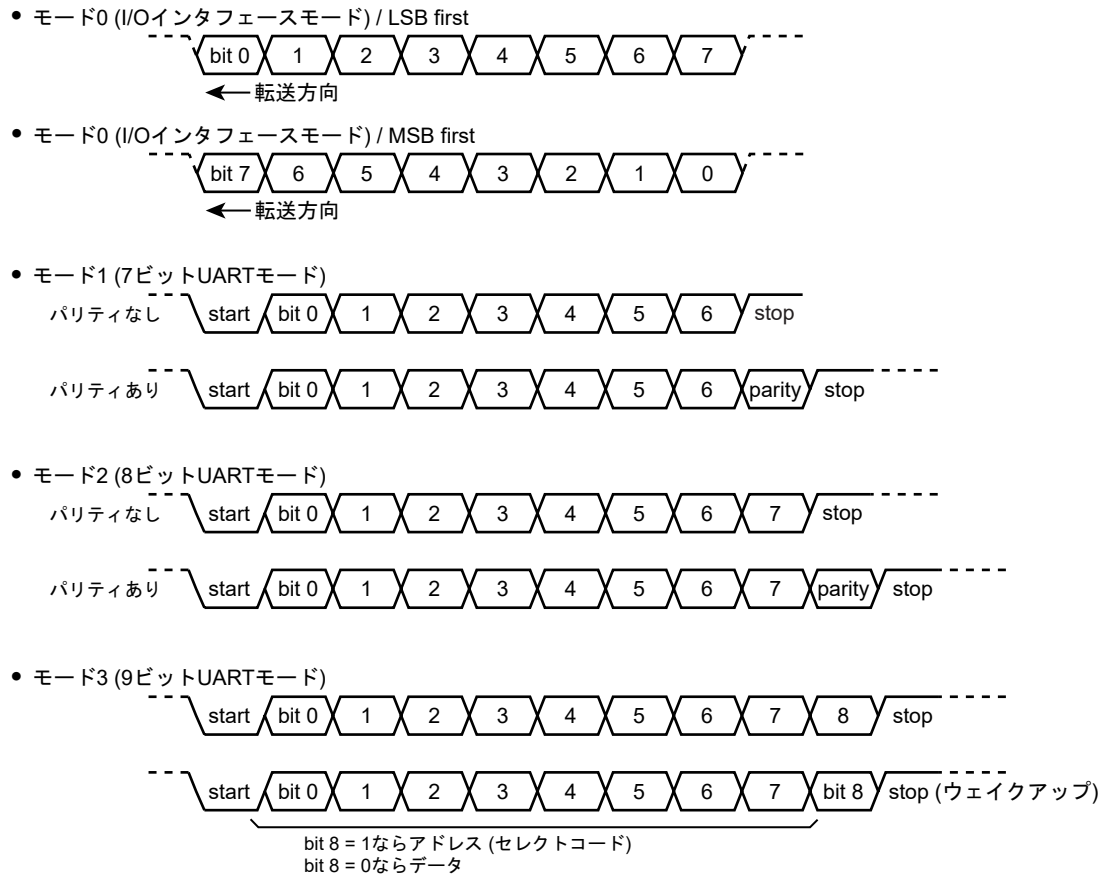 • モード0 (I/Oインタフェースモード) / LSB first
bit 0 1 2 3 4 5 6 7
転送方向
• モード0 (I/Oインタフェースモード) / MSB first
bit 7 6 5 4 3 2 1 0
転送方向
• モード1 (7ビットUARTモード)
パリティなし start bit 0 1 2 3 4 5 6 stop
パリティあり start bit 0 1 2 3 4 5 6 parity stop
• モード2 (8ビットUARTモード)
パリティなし start bit 0 1 2 3 4 5 6 7 stop
パリティあり start bit 0 1 2 3 4 5 6 7 parity stop
• モード3 (9ビットUARTモード)
start bit 0 1 2 3 4 5 6 7 8 stop
start bit 0 1 2 3 4 5 6 7 bit 8 stop (ウェイクアップ)
bit 8 = 1ならアドレス (セレクトコード)
bit 8 = 0ならデータ